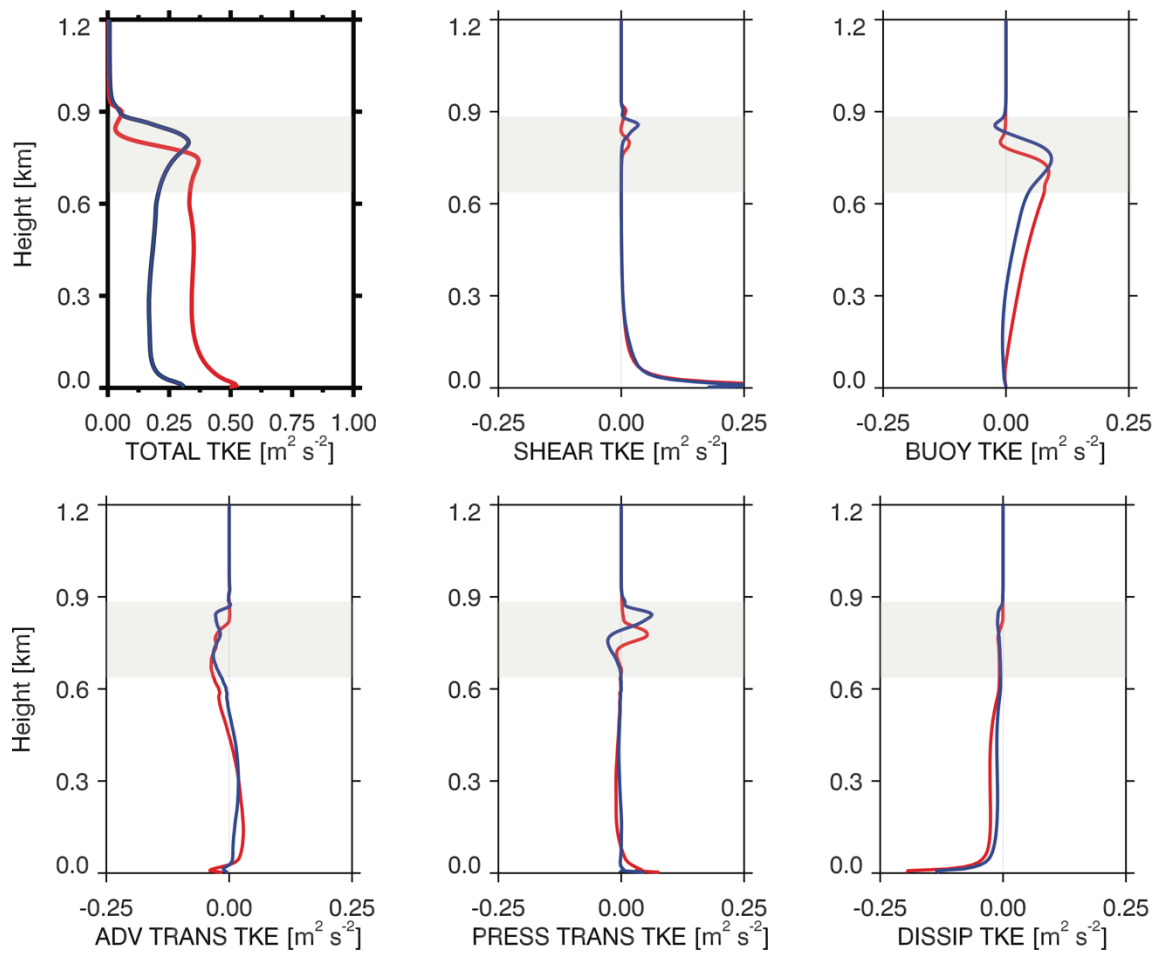 1.2
0.9
0.6
0.3
0.0
Height [km]
0.00 0.25 0.50 0.75 1.00
TOTAL TKE [m² s⁻²]
1.2
0.9
0.6
0.3
0.0
-0.25 0.00 0.25
SHEAR TKE [m² s⁻²]
1.2
0.9
0.6
0.3
0.0
-0.25 0.00 0.25
BUOY TKE [m² s⁻²]
1.2
0.9
0.6
0.3
0.0
Height [km]
-0.25 0.00 0.25
ADV TRANS TKE [m² s⁻²]
1.2
0.9
0.6
0.3
0.0
-0.25 0.00 0.25
PRESS TRANS TKE [m² s⁻²]
1.2
0.9
0.6
0.3
0.0
-0.25 0.00 0.25
DISSIP TKE [m² s⁻²]